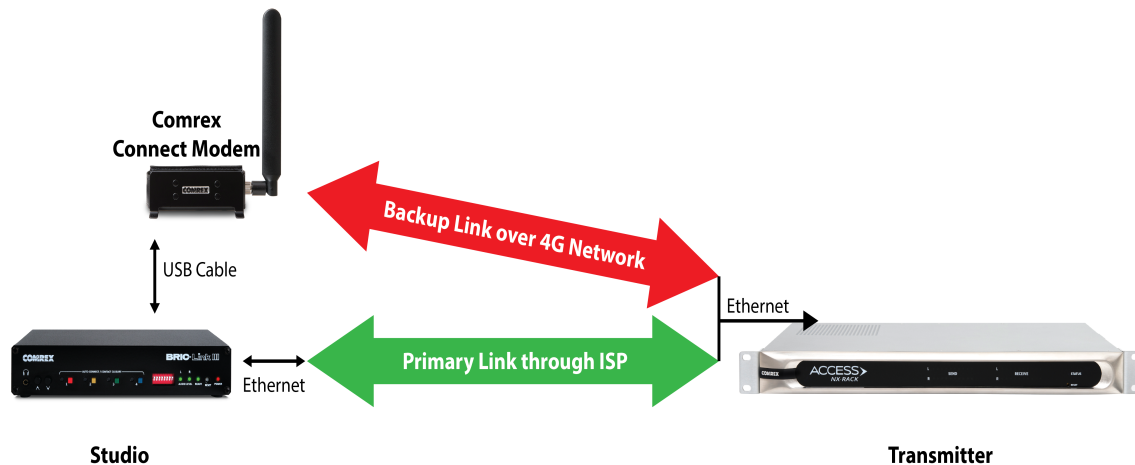 Comrex
Connect Modem
COMREX
Backup Link over 4G Network
USB Cable
Ethernet
COMREX
BRIC-Link III
Primary Link through ISP
Ethernet
COMREX
ACCESS
NX-RACK
L
R
SEND
L
R
RECEIVE
STATUS
Studio
Transmitter